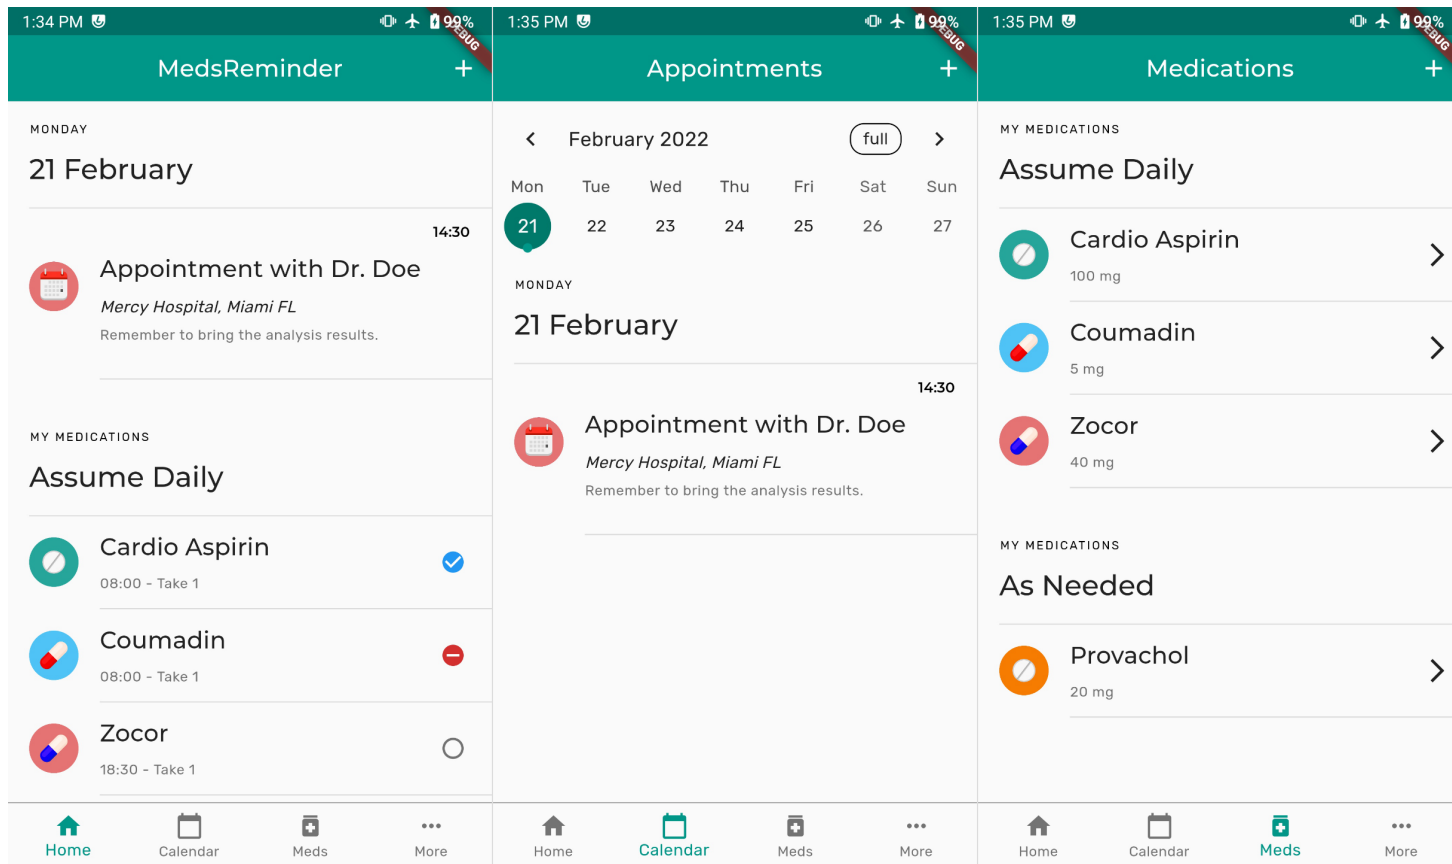 1:34 PM 99%
DEBUG
MedsReminder +
MONDAY
21 February
14:30
Appointment with Dr. Doe
Mercy Hospital, Miami FL
Remember to bring the analysis results.
MY MEDICATIONS
Assume Daily
Cardio Aspirin
08:00 - Take 1
Coumadin
08:00 - Take 1
Zocor
18:30 - Take 1
Home Calendar Meds More
1:35 PM 99%
DEBUG
Appointments +
February 2022 full
Mon Tue Wed Thu Fri Sat Sun
21 22 23 24 25 26 27
MONDAY
21 February
14:30
Appointment with Dr. Doe
Mercy Hospital, Miami FL
Remember to bring the analysis results.
Home Calendar Meds More
1:35 PM 99%
DEBUG
Medications +
MY MEDICATIONS
Assume Daily
Cardio Aspirin
100 mg
Coumadin
5 mg
Zocor
40 mg
MY MEDICATIONS
As Needed
Provachol
20 mg
Home Calendar Meds More